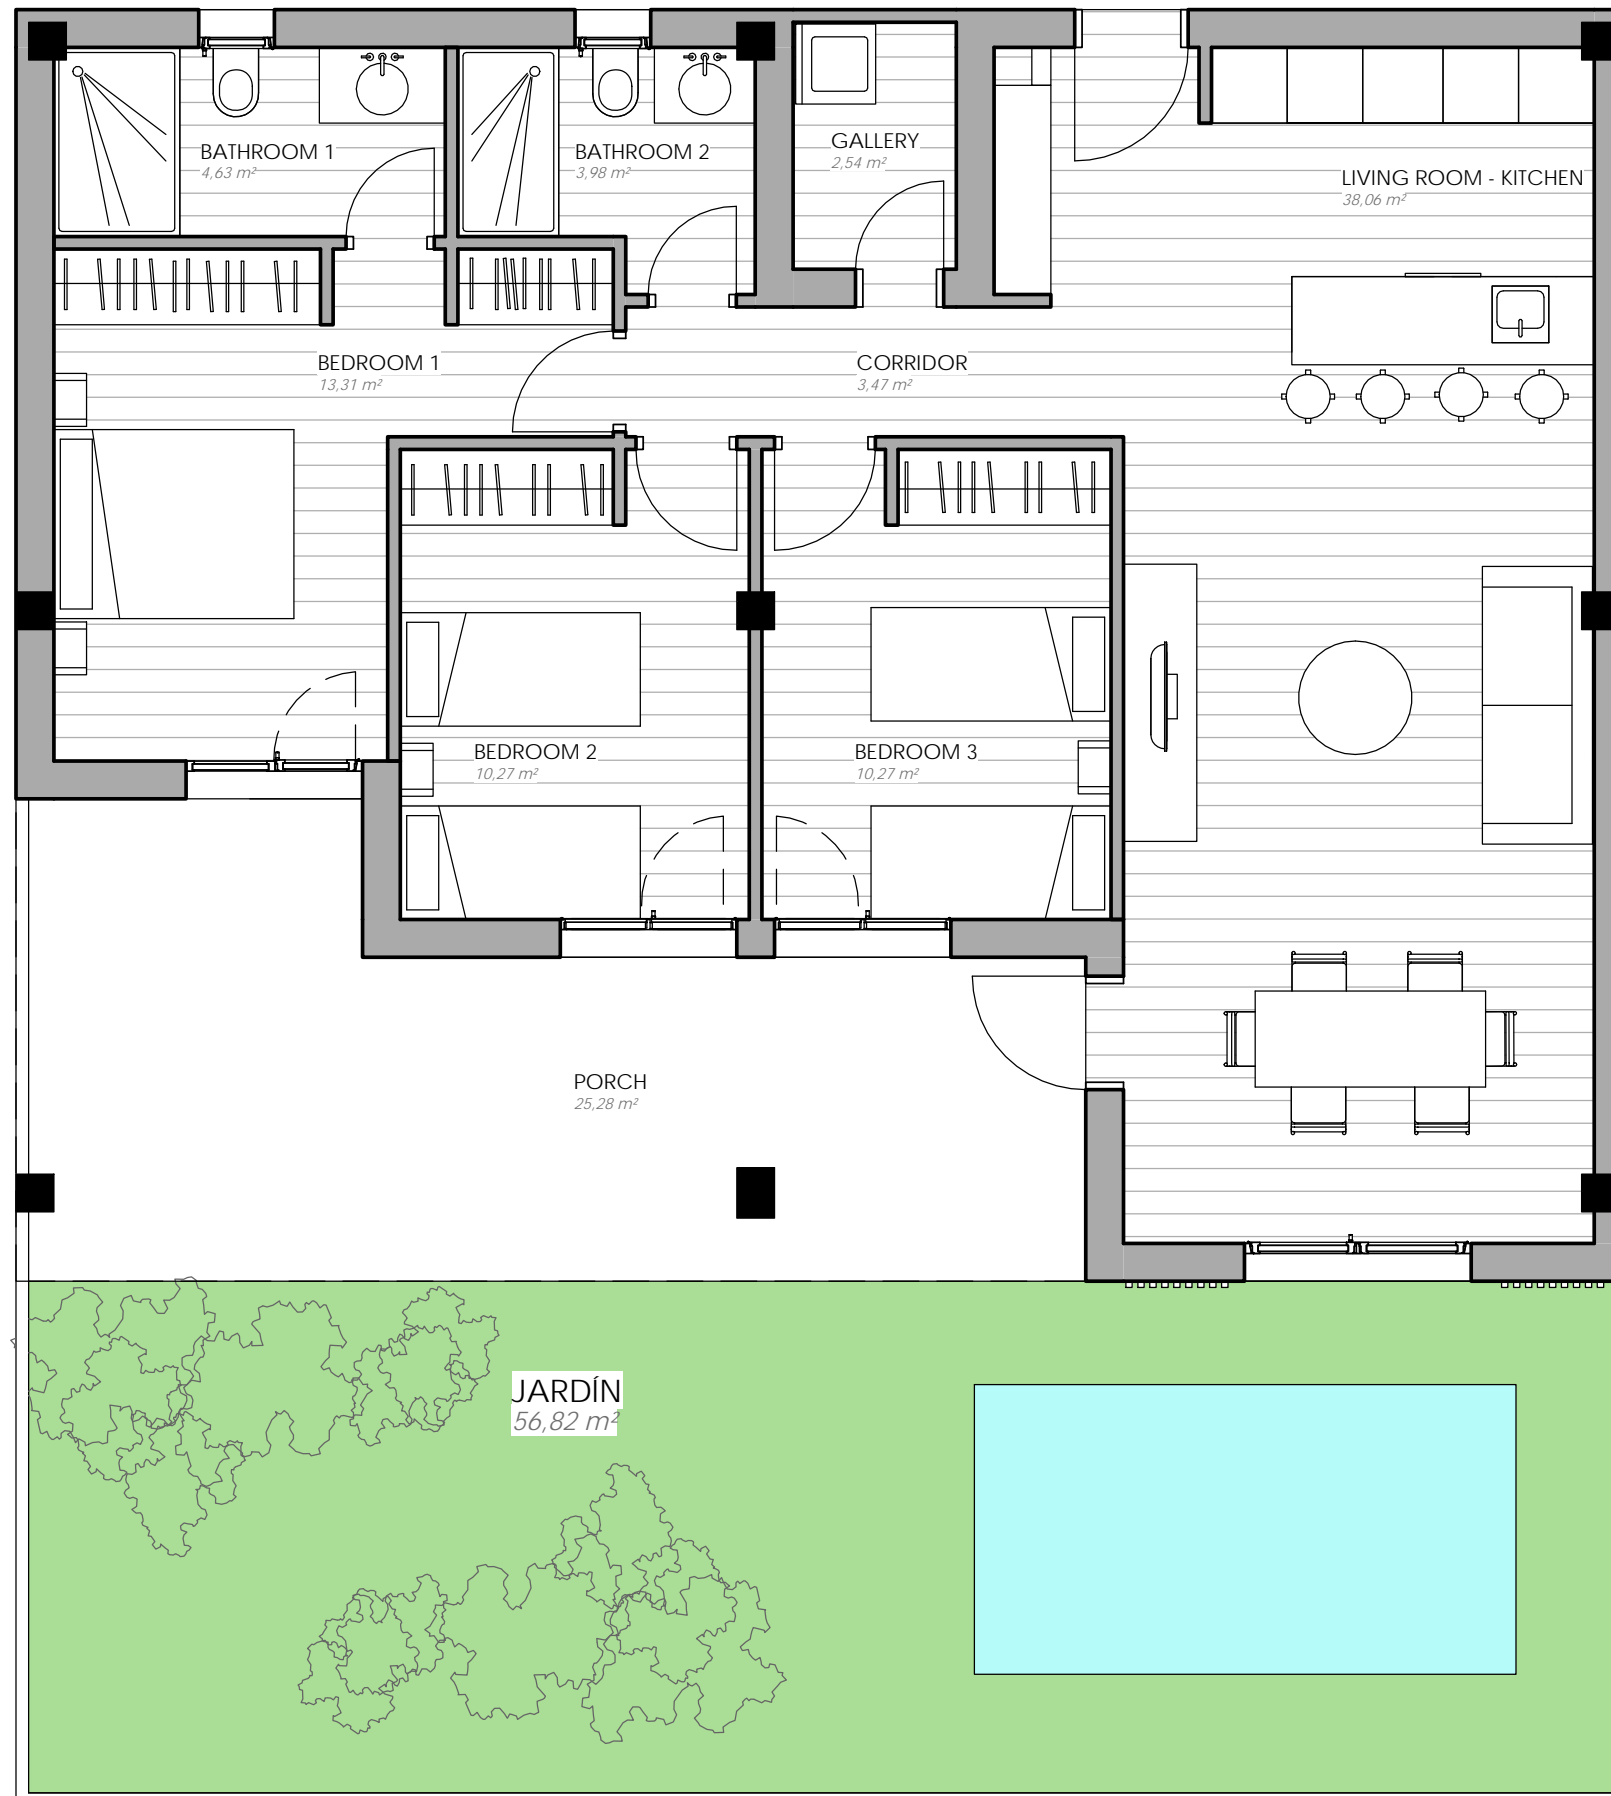 BATHROOM 1
4,63 m²
BATHROOM 2
3,98 m²
GALLERY
2,54 m²
LIVING ROOM - KITCHEN
38,06 m²
BEDROOM 1
13,31 m²
CORRIDOR
3,47 m²
BEDROOM 2
10,27 m²
BEDROOM 3
10,27 m²
PORCH
25,28 m²
JARDÍN
56,82 m²